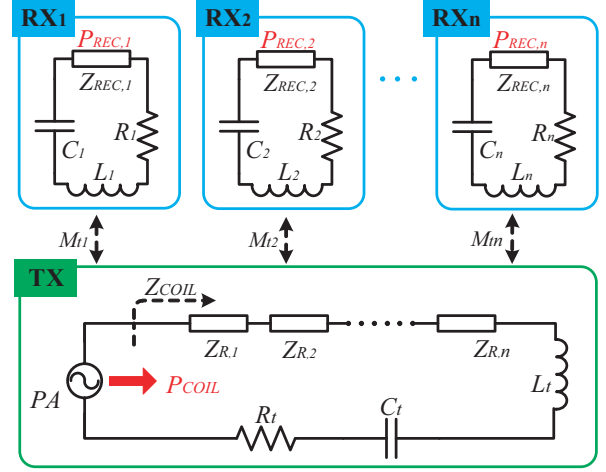 RX1 RX2 RXn
PREC,1 PREC,2 PREC,n
ZREC,1 ZREC,2 ZREC,n
C1 R1 C2 R2 Cn Rn
L1 L2 Ln
Mt1 Mt2 Mtn
TX
ZCOIL
ZR,1 ZR,2 ZR,n
PA PCOIL Lt
Rt Ct